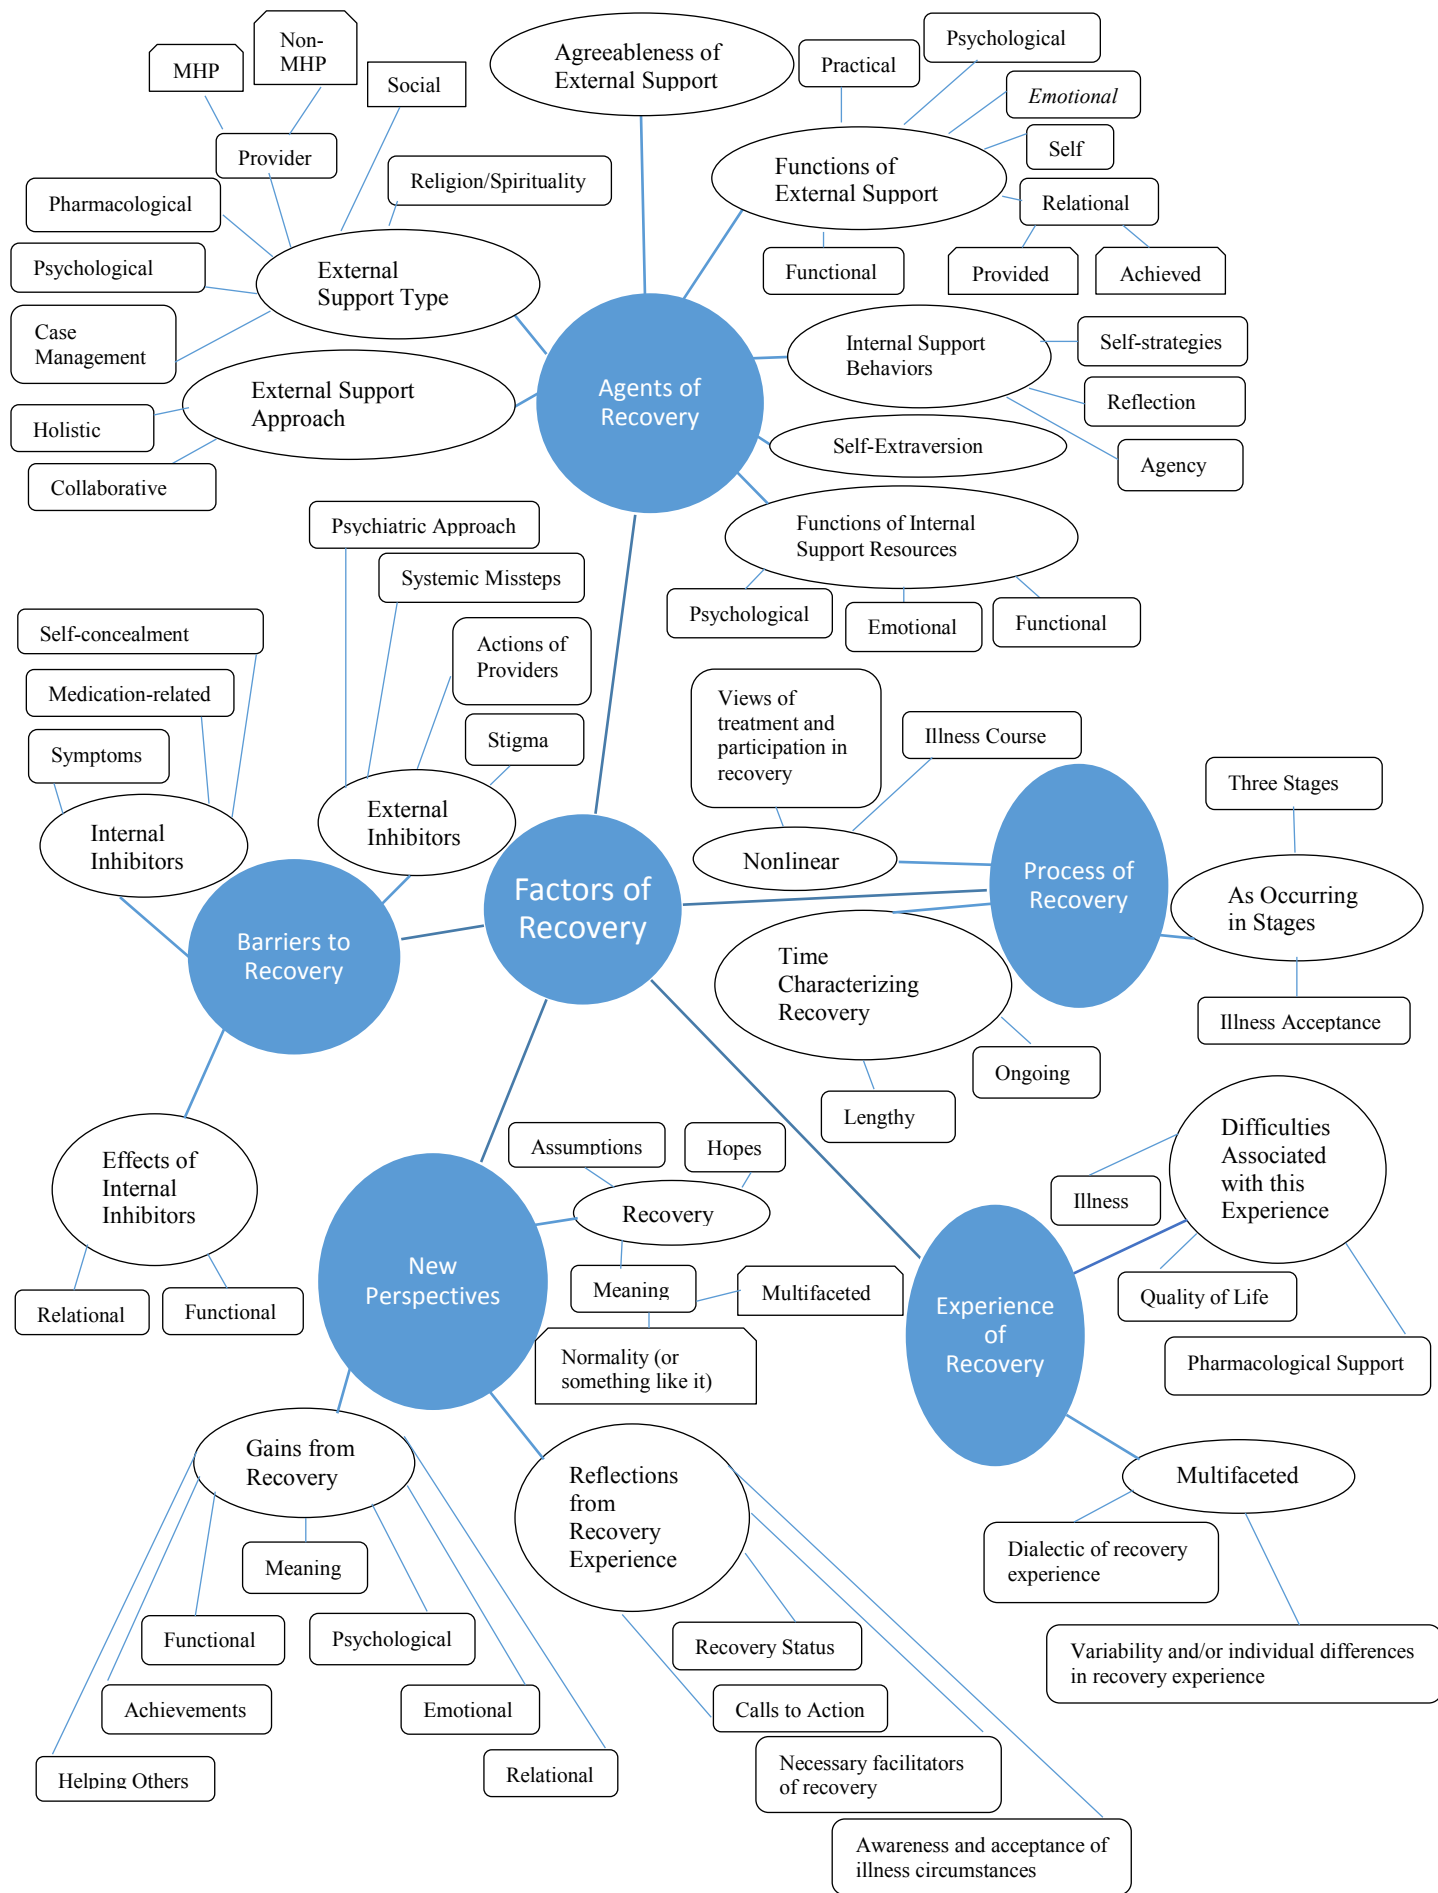 Non-
MHP
MHP
Social
Provider
Pharmacological
Religion/Spirituality
Psychological
External
Support Type
Case
Management
External Support
Approach
Holistic
Collaborative
Agreeableness of
External Support
Practical
Psychological
Emotional
Self
Functions of
External Support
Relational
Functional
Provided
Achieved
Agents of
Recovery
Internal Support
Behaviors
Self-strategies
Reflection
Agency
Self-Extraversion
Functions of Internal
Support Resources
Psychological
Emotional
Functional
Psychiatric Approach
Systemic Missteps
Actions of
Providers
Stigma
External
Inhibitors
Self-concealment
Medication-related
Symptoms
Internal
Inhibitors
Barriers to
Recovery
Effects of
Internal
Inhibitors
Relational
Functional
Factors of
Recovery
Views of
treatment and
participation in
recovery
Illness Course
Nonlinear
Process of
Recovery
Three Stages
As Occurring
in Stages
Illness Acceptance
Time
Characterizing
Recovery
Ongoing
Lengthy
Difficulties
Associated
with this
Experience
Illness
Quality of Life
Pharmacological Support
Experience
of
Recovery
Multifaceted
Dialectic of recovery
experience
Variability and/or individual differences
in recovery experience
Assumptions
Hopes
Recovery
Meaning
Multifaceted
Normality (or
something like it)
New
Perspectives
Gains from
Recovery
Meaning
Functional
Psychological
Achievements
Emotional
Helping Others
Relational
Reflections
from
Recovery
Experience
Recovery Status
Calls to Action
Necessary facilitators
of recovery
Awareness and acceptance of
illness circumstances